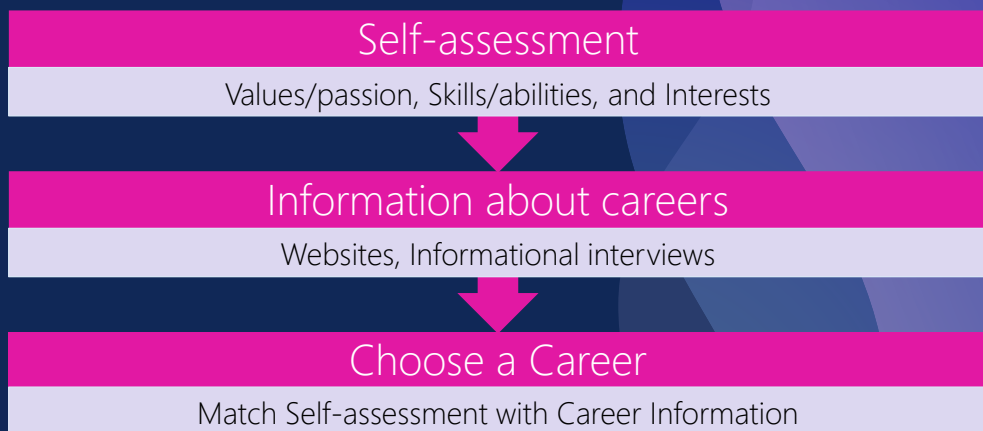 Self-assessment
Values/passion, Skills/abilities, and Interests
Information about careers
Websites, Informational interviews
Choose a Career
Match Self-assessment with Career Information